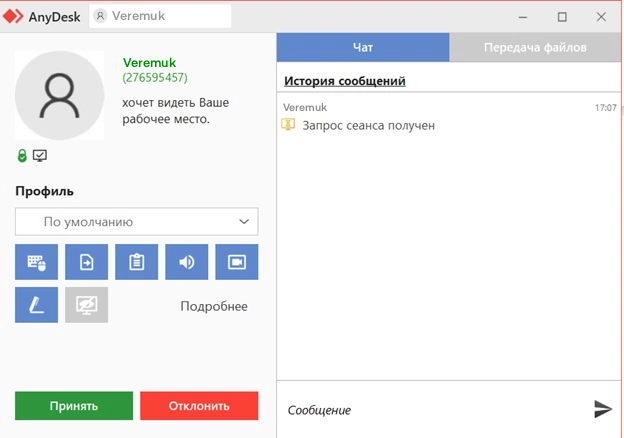 AnyDesk
Veremuk
Veremuk
(276595457)
хочет видеть Ваше
рабочее место.
Профиль
По умолчанию
Подробнее
Принять
Отклонить
Чат
Передача файлов
История сообщений
Veremuk
17:07
Запрос сеанса получен
Сообщение